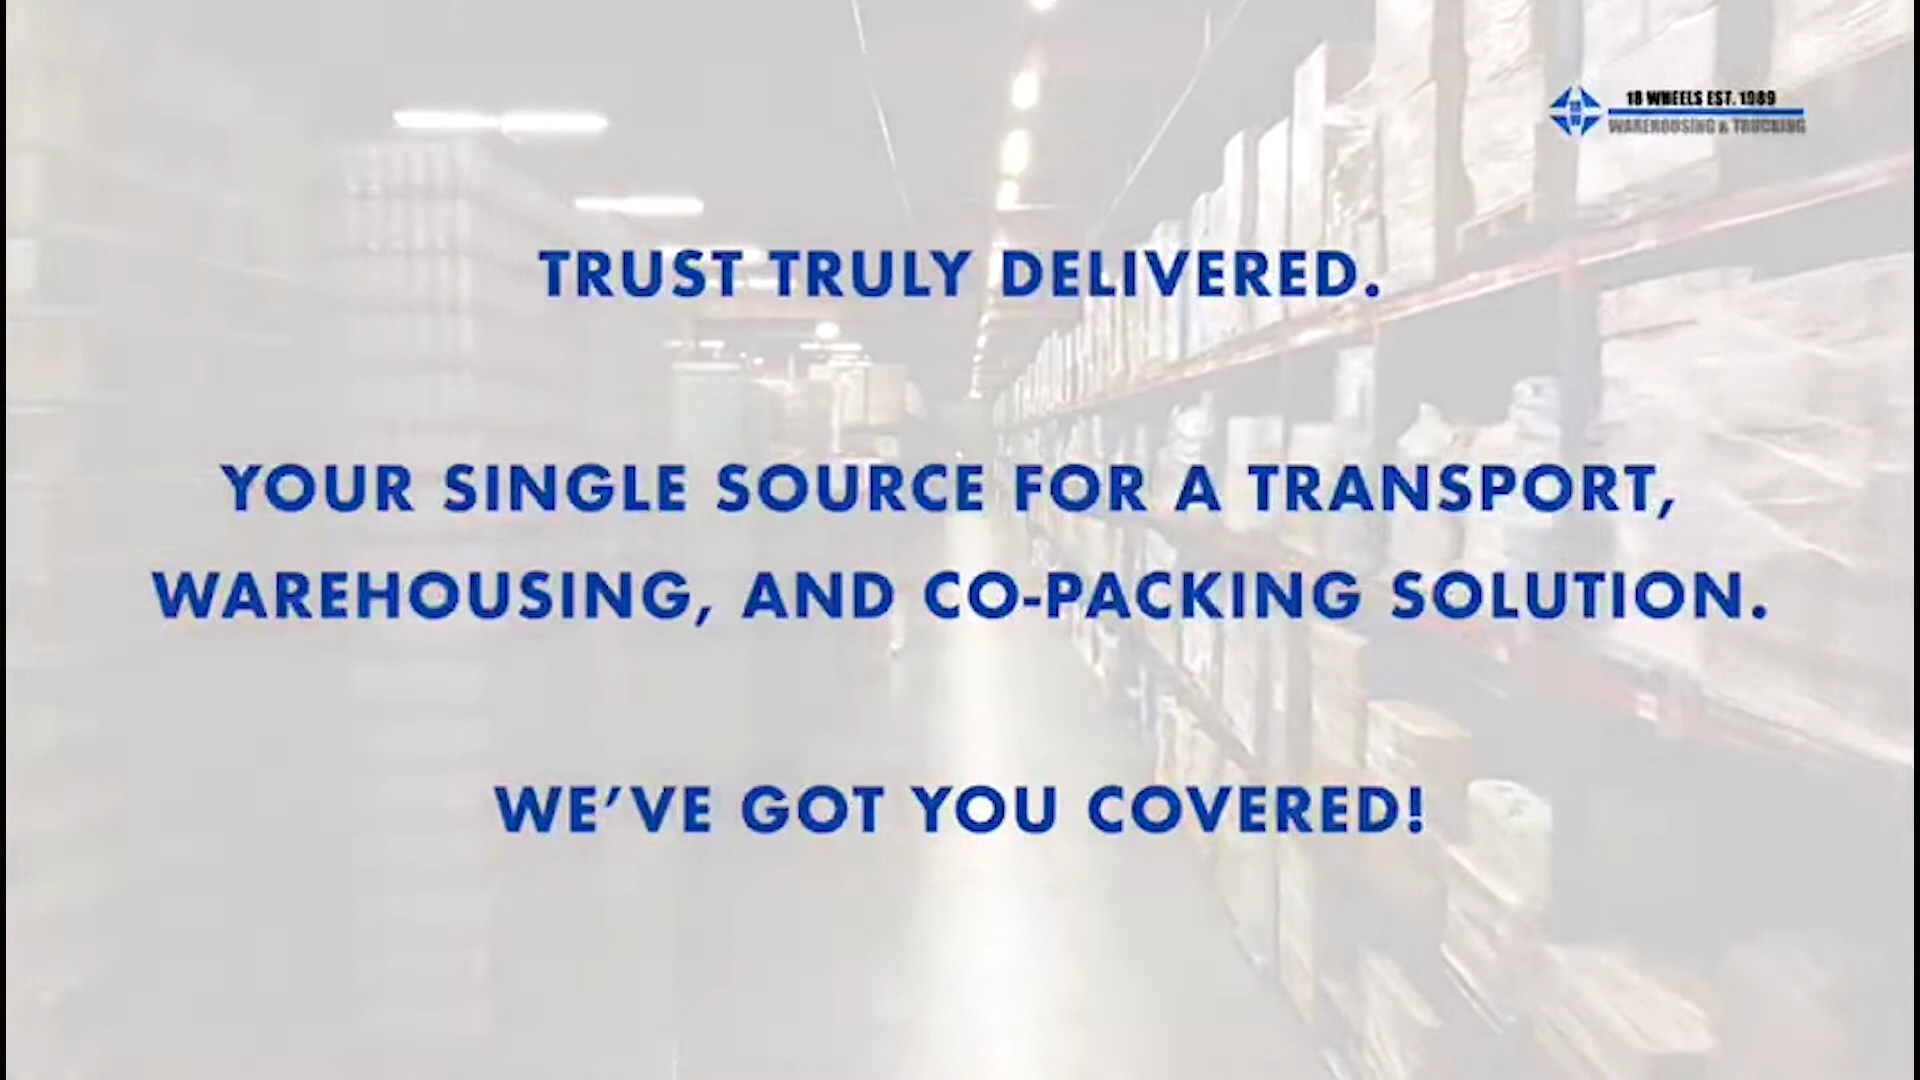 18 WHEELS EST. 1989
WAREHOUSING & TRUCKING
TRUST TRULY DELIVERED.
YOUR SINGLE SOURCE FOR A TRANSPORT,
WAREHOUSING, AND CO-PACKING SOLUTION.
WE’VE GOT YOU COVERED!